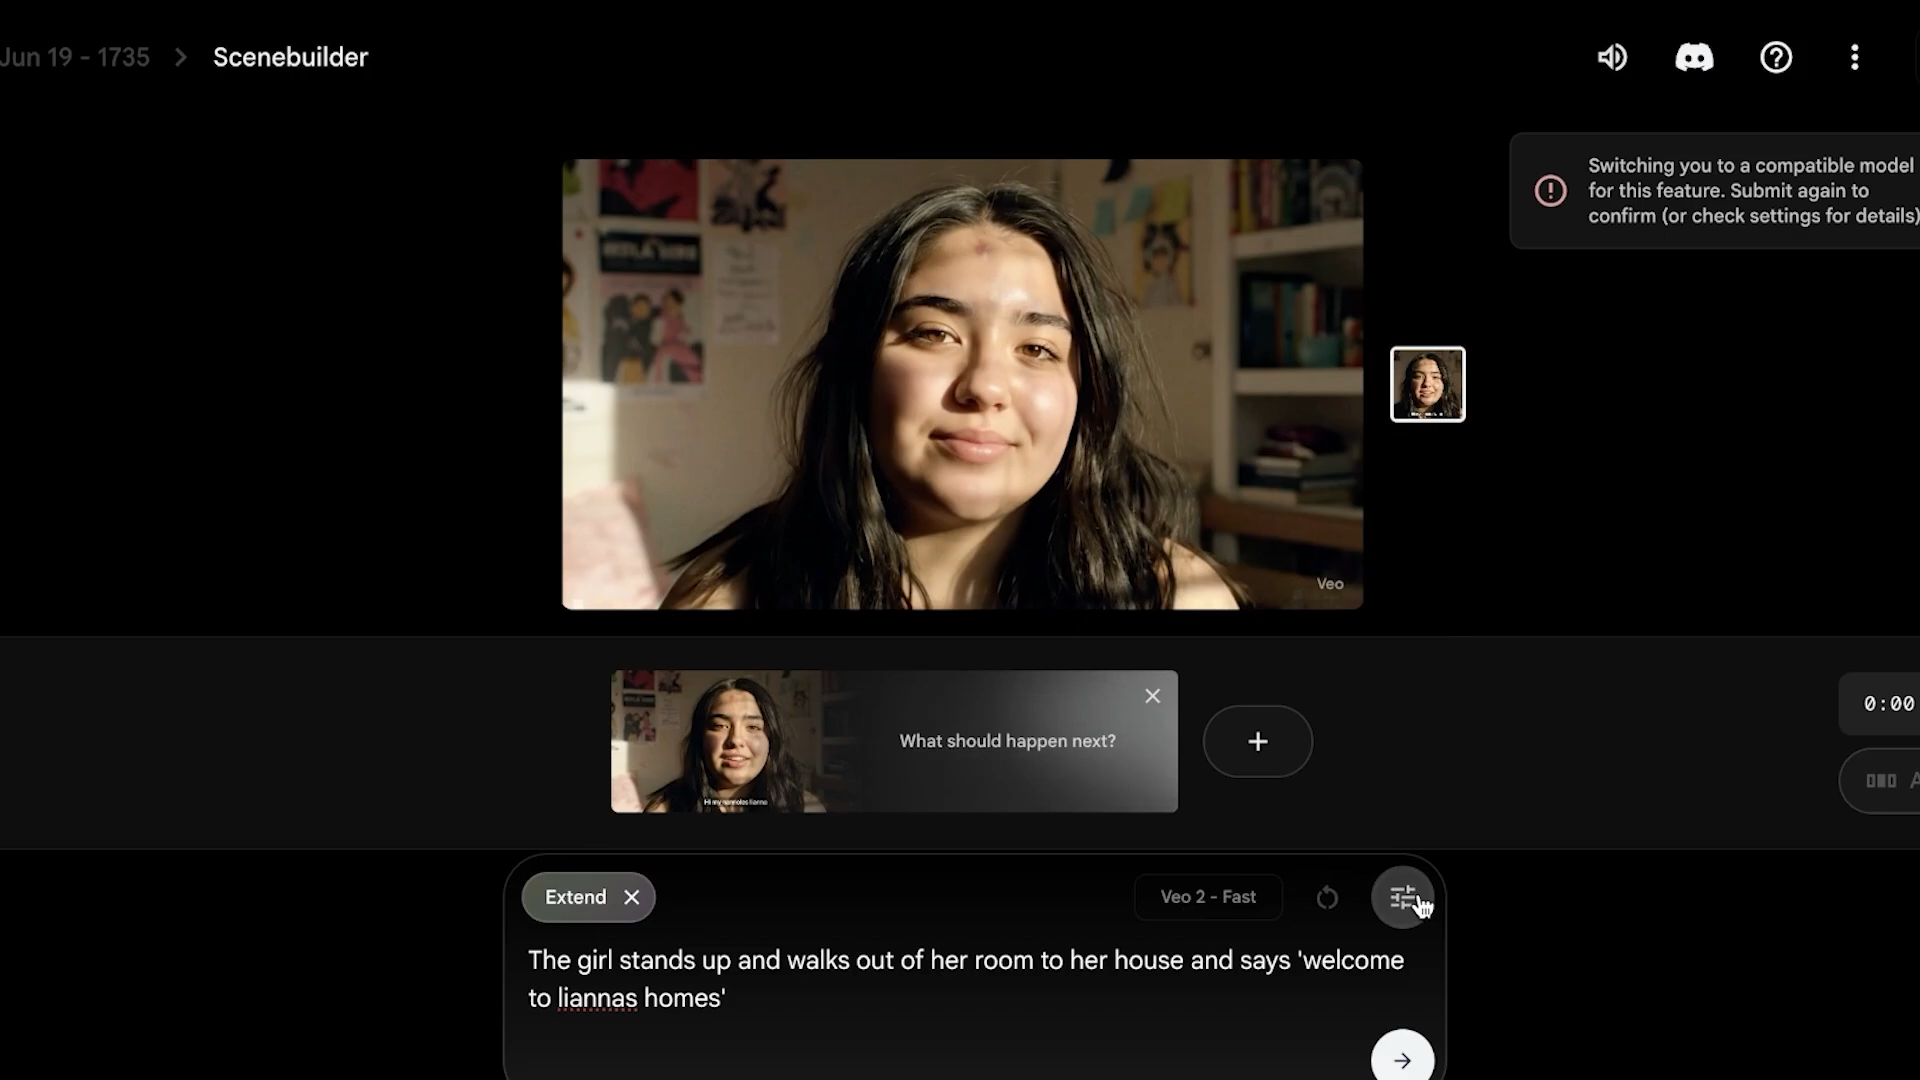 Jun 19 - 1735 > Scenebuilder
Switching you to a compatible model
for this feature. Submit again to
confirm (or check settings for details)
Veo
What should happen next?
0:00
Extend
Veo 2 - Fast
The girl stands up and walks out of her room to her house and says 'welcome
to liannas homes'